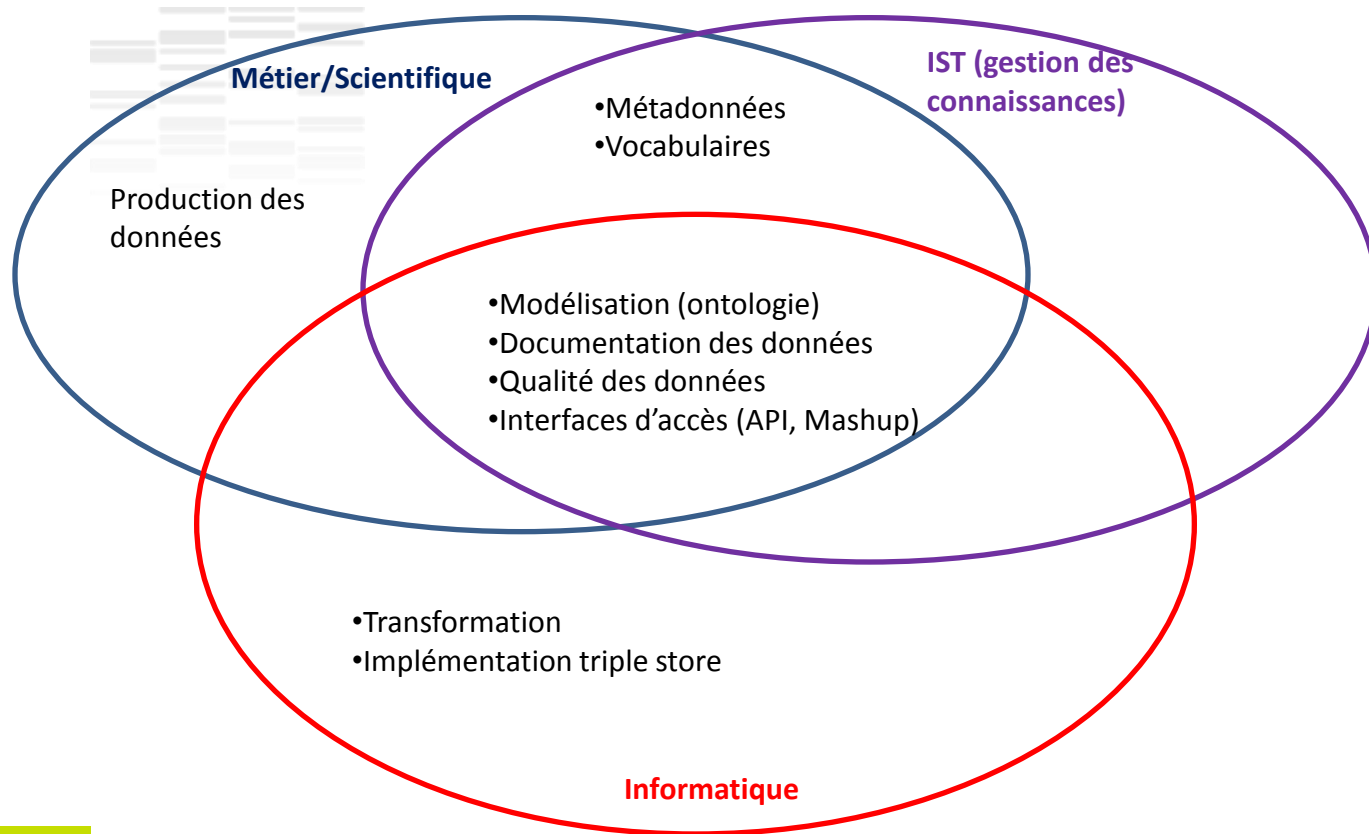 Métier/Scientifique
IST (gestion des
connaissances)
•Métadonnées
•Vocabulaires
Production des
données
•Modélisation (ontologie)
•Documentation des données
•Qualité des données
•Interfaces d’accès (API, Mashup)
•Transformation
•Implémentation triple store
Informatique